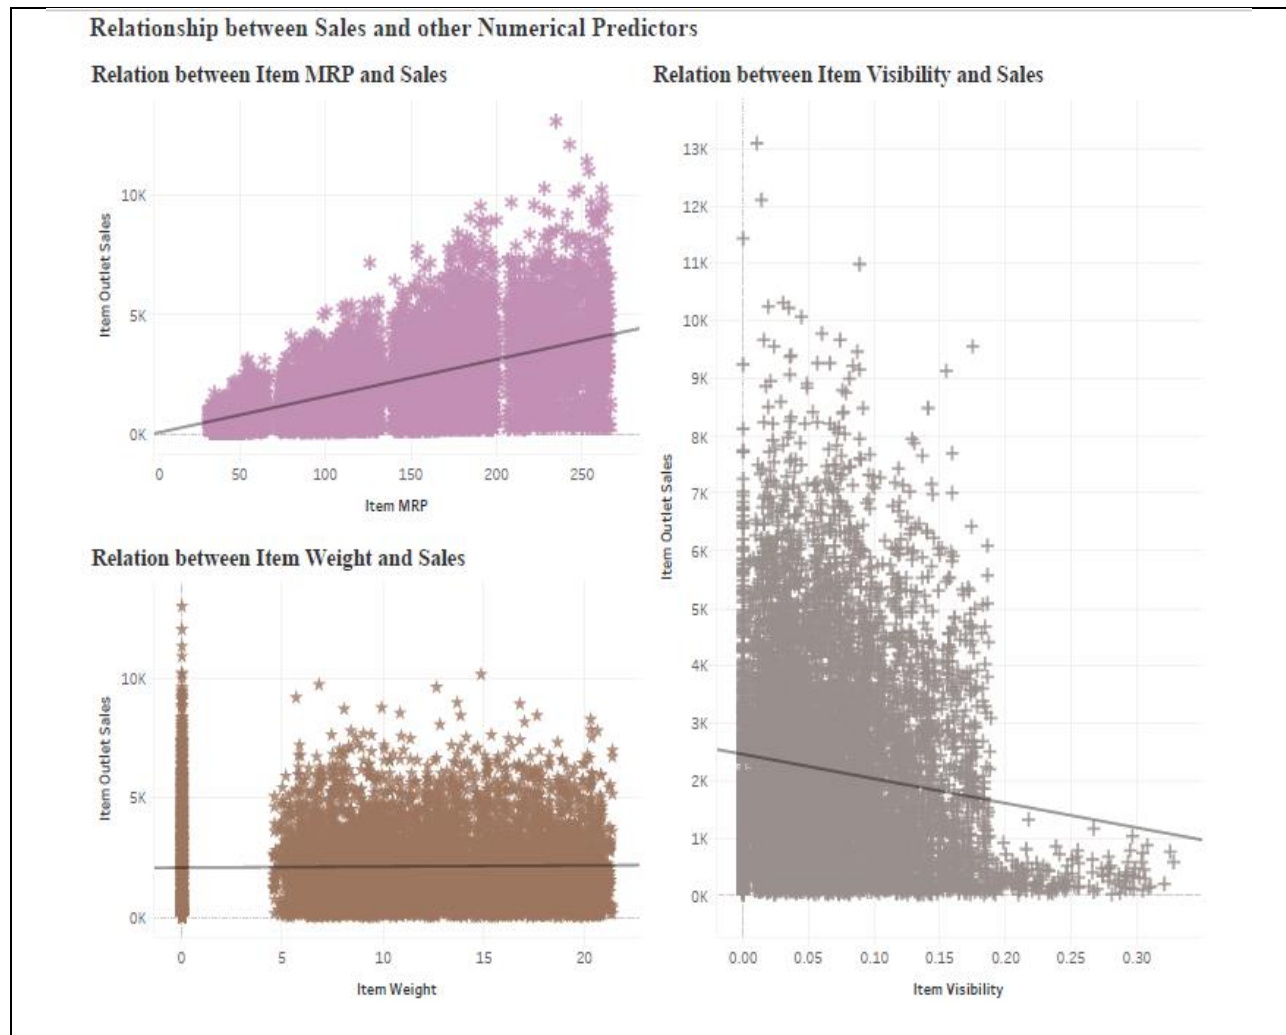 Relationship between Sales and other Numerical Predictors
Relation between Item MRP and Sales
10K
5K
0K
Item Outlet Sales
0 50 100 150 200 250
Item MRP
Relation between Item Weight and Sales
10K
5K
0K
Item Outlet Sales
0 5 10 15 20
Item Weight
Relation between Item Visibility and Sales
13K
12K
11K
10K
9K
8K
7K
6K
5K
4K
3K
2K
1K
0K
Item Outlet Sales
0.00 0.05 0.10 0.15 0.20 0.25 0.30
Item Visibility